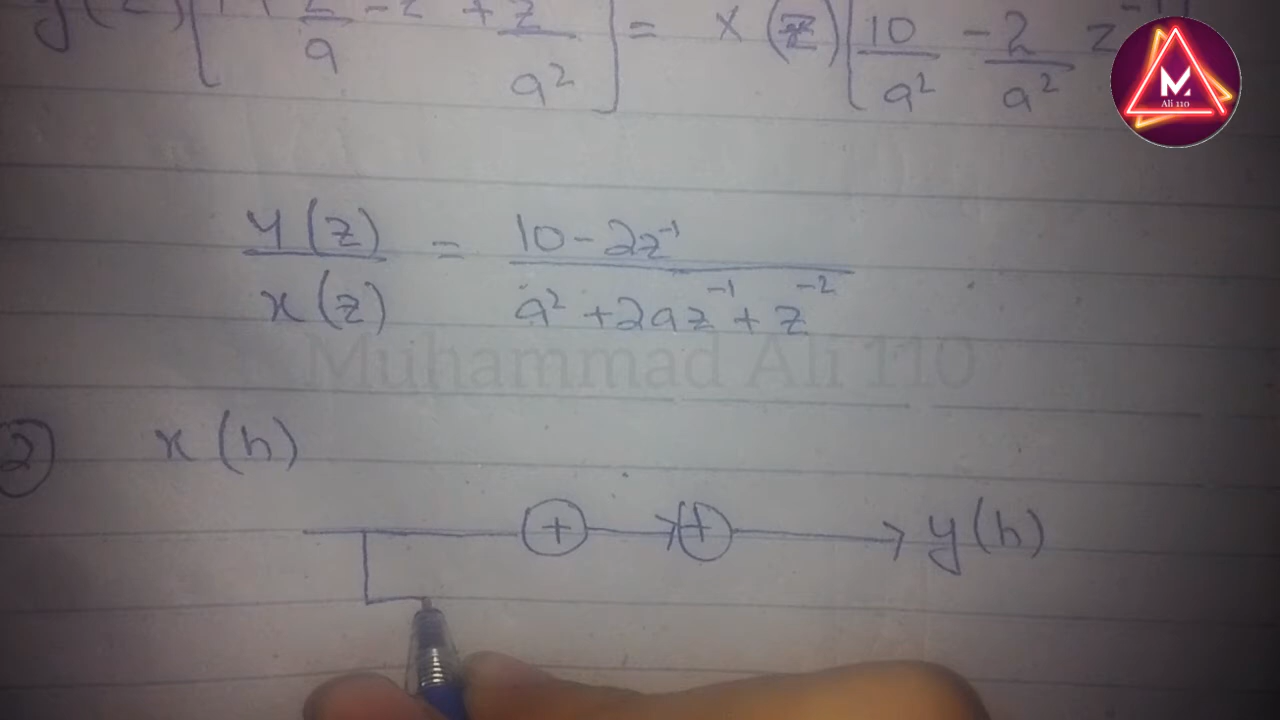 y(z) [1 + 2/a z + z/a²] = X(z) [10/a² - 2/a² z⁻¹]
M
Ali 110
y(z)/x(z) = 10 - 2z⁻¹ / a² + 2az⁻¹ + z⁻²
Muhammad Ali 110
2) x(h)
+ + y(h)